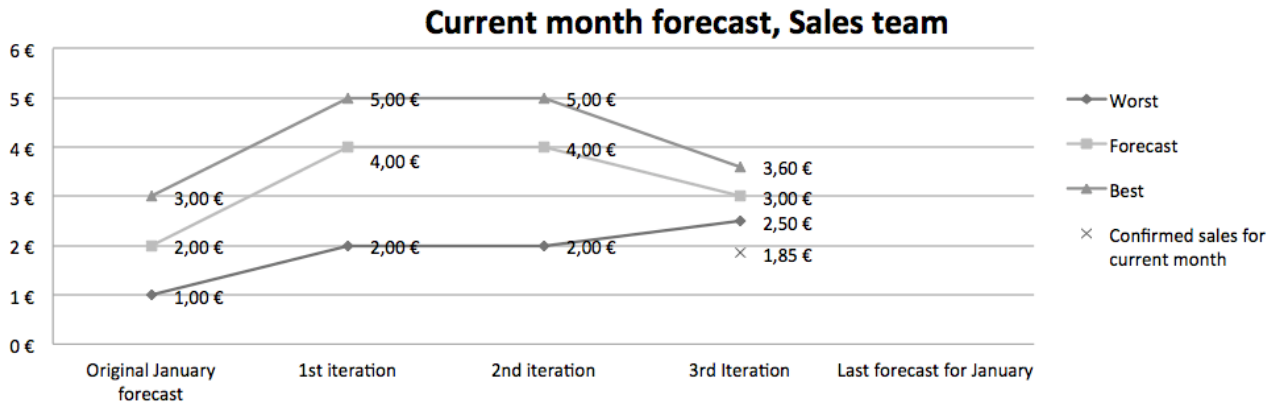 Current month forecast, Sales team
6 €
5 €
4 €
3 €
2 €
1 €
0 €
3,00 €
2,00 €
1,00 €
5,00 €
4,00 €
2,00 €
5,00 €
4,00 €
2,00 €
3,60 €
3,00 €
2,50 €
1,85 €
Original January
forecast
1st iteration
2nd iteration
3rd Iteration
Last forecast for January
Worst
Forecast
Best
Confirmed sales for
current month